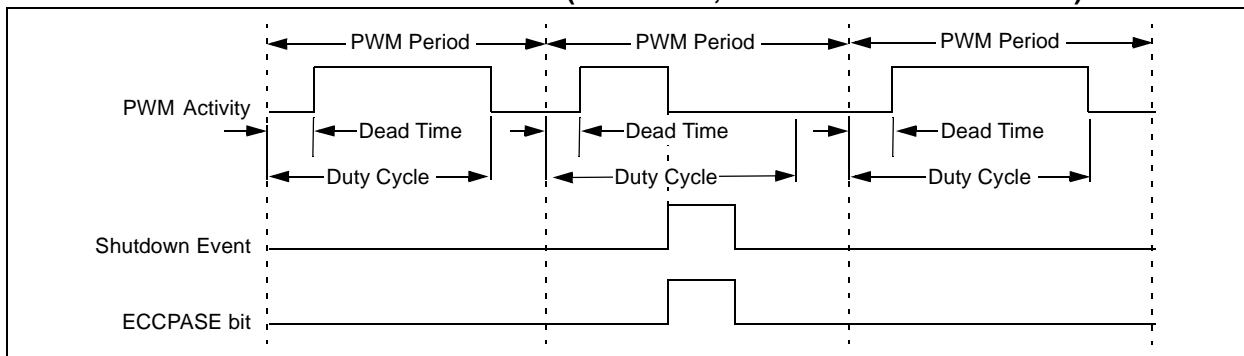 PWM Period PWM Period PWM Period
PWM Activity
Dead Time Dead Time Dead Time
Duty Cycle Duty Cycle Duty Cycle
Shutdown Event
ECCPASE bit